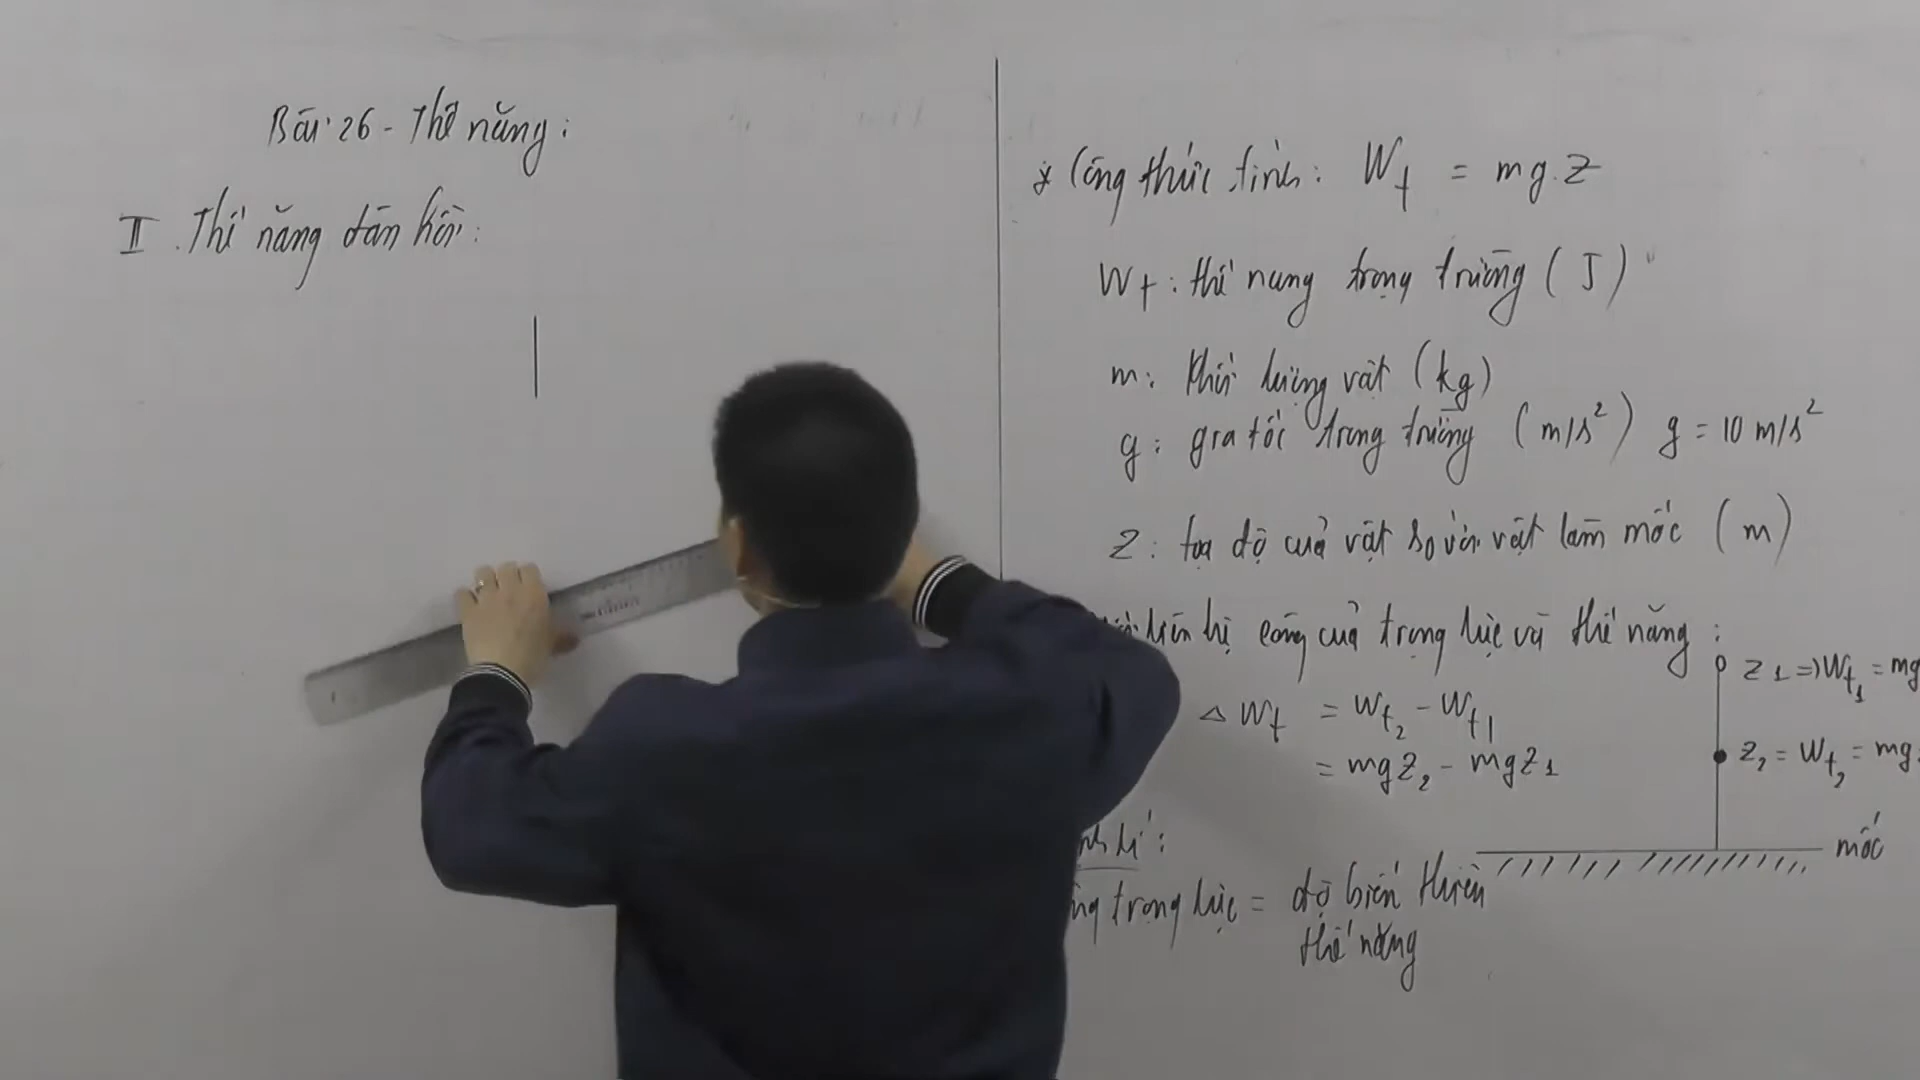 Bài 26 - Thế năng:
II. Thế năng đàn hồi:
* Công thức tính: Wt = mg.z
Wt: thế nang trọng trường (J)
m: khối lượng vật (kg)
g: gia tốc trọng trường (m/s²) g = 10 m/s²
z: tọa độ của vật so với vật làm mốc (m)
liên hệ công của trọng lực và thế năng:
z1 => Wt1 = mg
ΔWt = Wt2 - Wt1
z2 = Wt2 = mg
= mgz2 - mgz1
mốc
trọng lực = độ biến thiên
thế năng